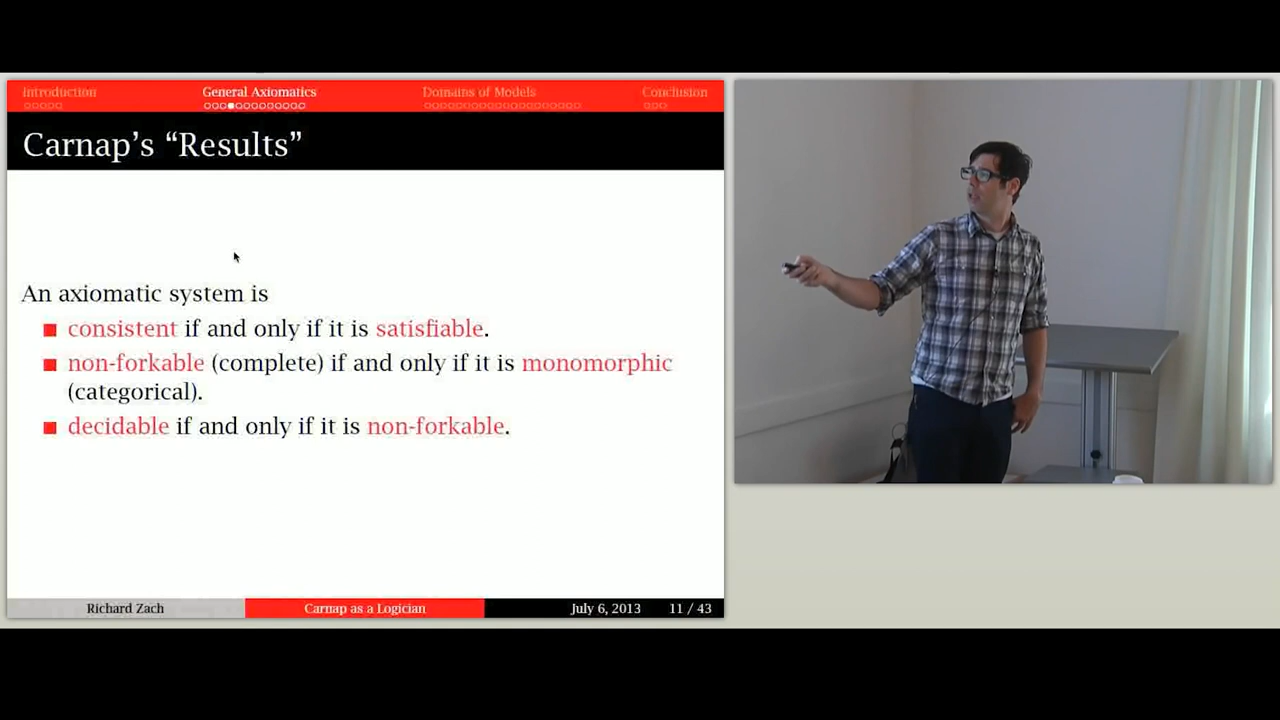 Introduction General Axiomatics Domains of Models Conclusion
Carnap's “Results”
An axiomatic system is
consistent if and only if it is satisfiable.
non-forkable (complete) if and only if it is monomorphic
(categorical).
decidable if and only if it is non-forkable.
Richard Zach Carnap as a Logician July 6, 2013 11 / 43